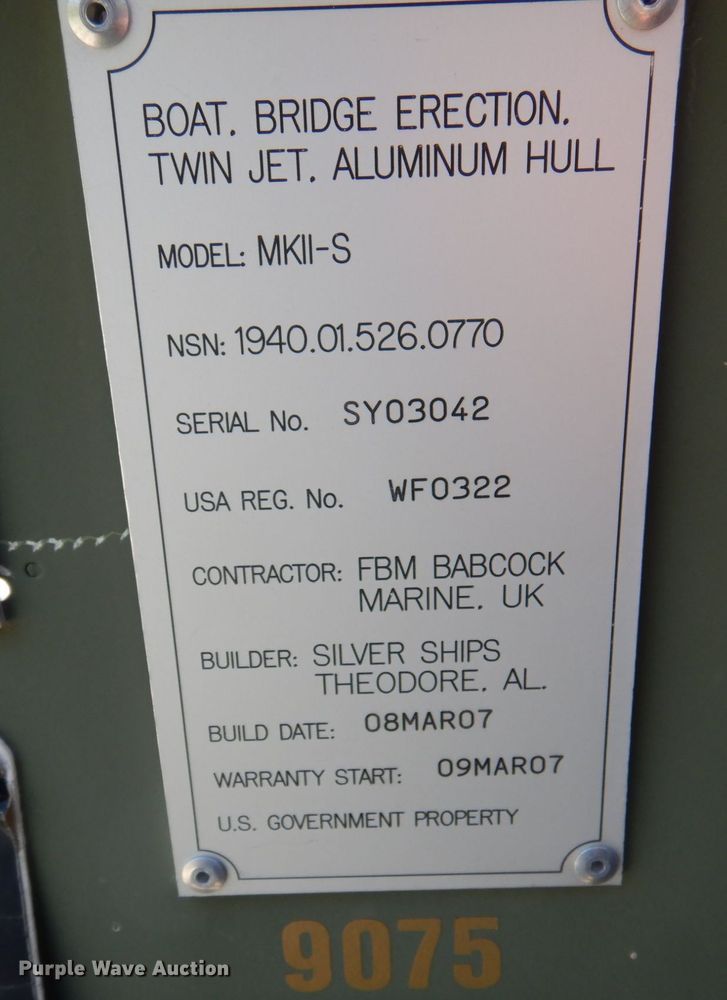 BOAT. BRIDGE ERECTION.
TWIN JET. ALUMINUM HULL
MODEL: MKII-S
NSN: 1940.01.526.0770
SERIAL No. SY03042
USA REG. No. WF0322
CONTRACTOR: FBM BABCOCK
MARINE. UK
BUILDER: SILVER SHIPS
THEODORE. AL.
BUILD DATE: 08MAR07
WARRANTY START: 09MAR07
U.S. GOVERNMENT PROPERTY
9075
Purple Wave Auction